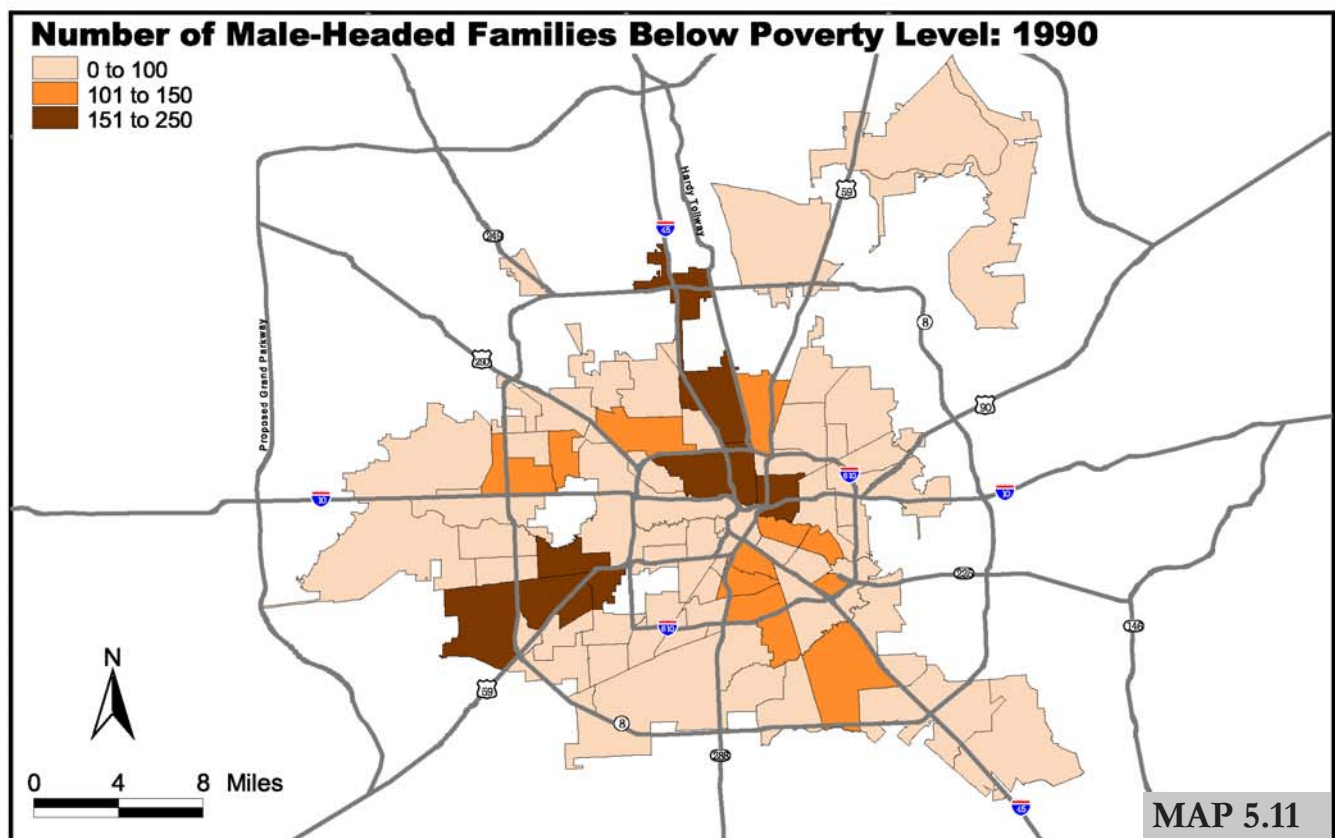 Number of Male-Headed Families Below Poverty Level: 1990
0 to 100
101 to 150
151 to 250
Hardy Tollway
59
45
249
8
Proposed Grand Parkway
290
90
610
10
10
225
146
610
59
8
288
45
N
0 4 8 Miles
MAP 5.11